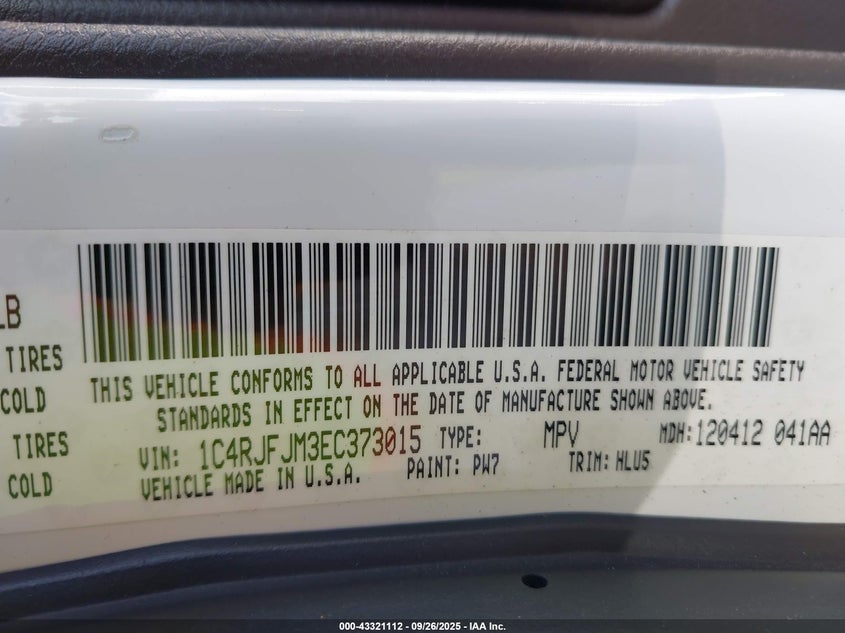 LB
TIRES
COLD
TIRES
COLD
THIS VEHICLE CONFORMS TO ALL APPLICABLE U.S.A. FEDERAL MOTOR VEHICLE SAFETY
STANDARDS IN EFFECT ON THE DATE OF MANUFACTURE SHOWN ABOVE.
VIN: 1C4RJFJM3EC373015 TYPE: MPV MDH:120412 041AA
VEHICLE MADE IN U.S.A. PAINT: PW7 TRIM: HLU5
000-43321112 - 09/26/2025 - IAA Inc.